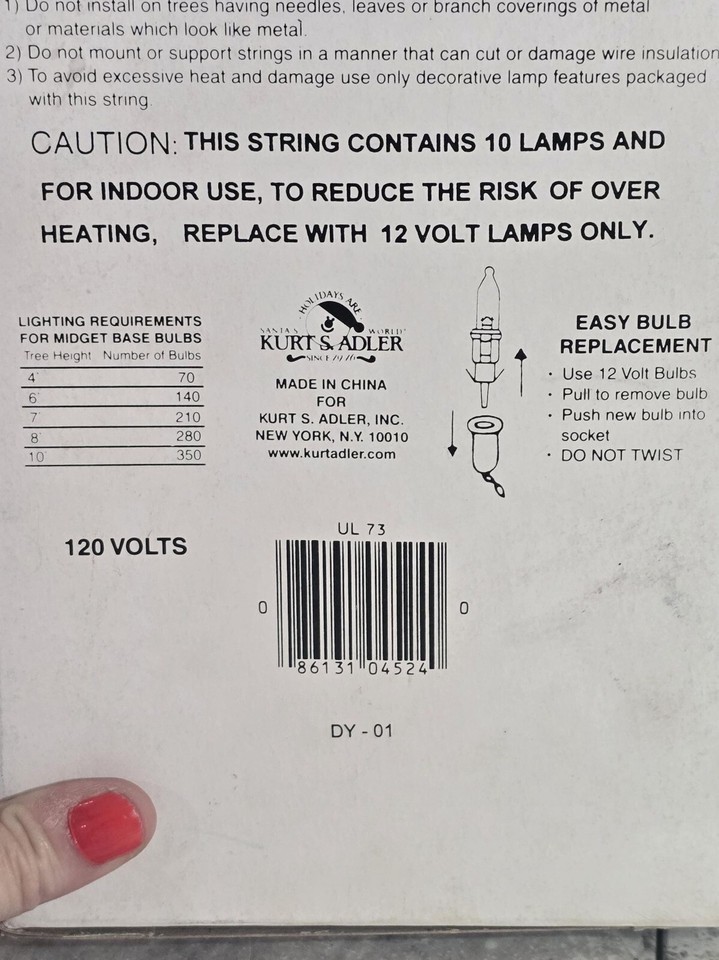 1) Do not install on trees having needles, leaves or branch coverings of metal
or materials which look like metal.
2) Do not mount or support strings in a manner that can cut or damage wire insulation
3) To avoid excessive heat and damage use only decorative lamp features packaged
with this string.
CAUTION: THIS STRING CONTAINS 10 LAMPS AND
FOR INDOOR USE, TO REDUCE THE RISK OF OVER
HEATING, REPLACE WITH 12 VOLT LAMPS ONLY.
LIGHTING REQUIREMENTS
FOR MIDGET BASE BULBS
Tree Height Number of Bulbs
4' 70
6' 140
7' 210
8' 280
10' 350
HOLIDAYS ARE
SANTA'S WORLD
KURT S. ADLER
SINCE 1946
MADE IN CHINA
FOR
KURT S. ADLER, INC.
NEW YORK, N.Y. 10010
www.kurtadler.com
EASY BULB
REPLACEMENT
· Use 12 Volt Bulbs
· Pull to remove bulb
· Push new bulb into
socket
· DO NOT TWIST
120 VOLTS
UL 73
0 86131 04524 0
DY - 01